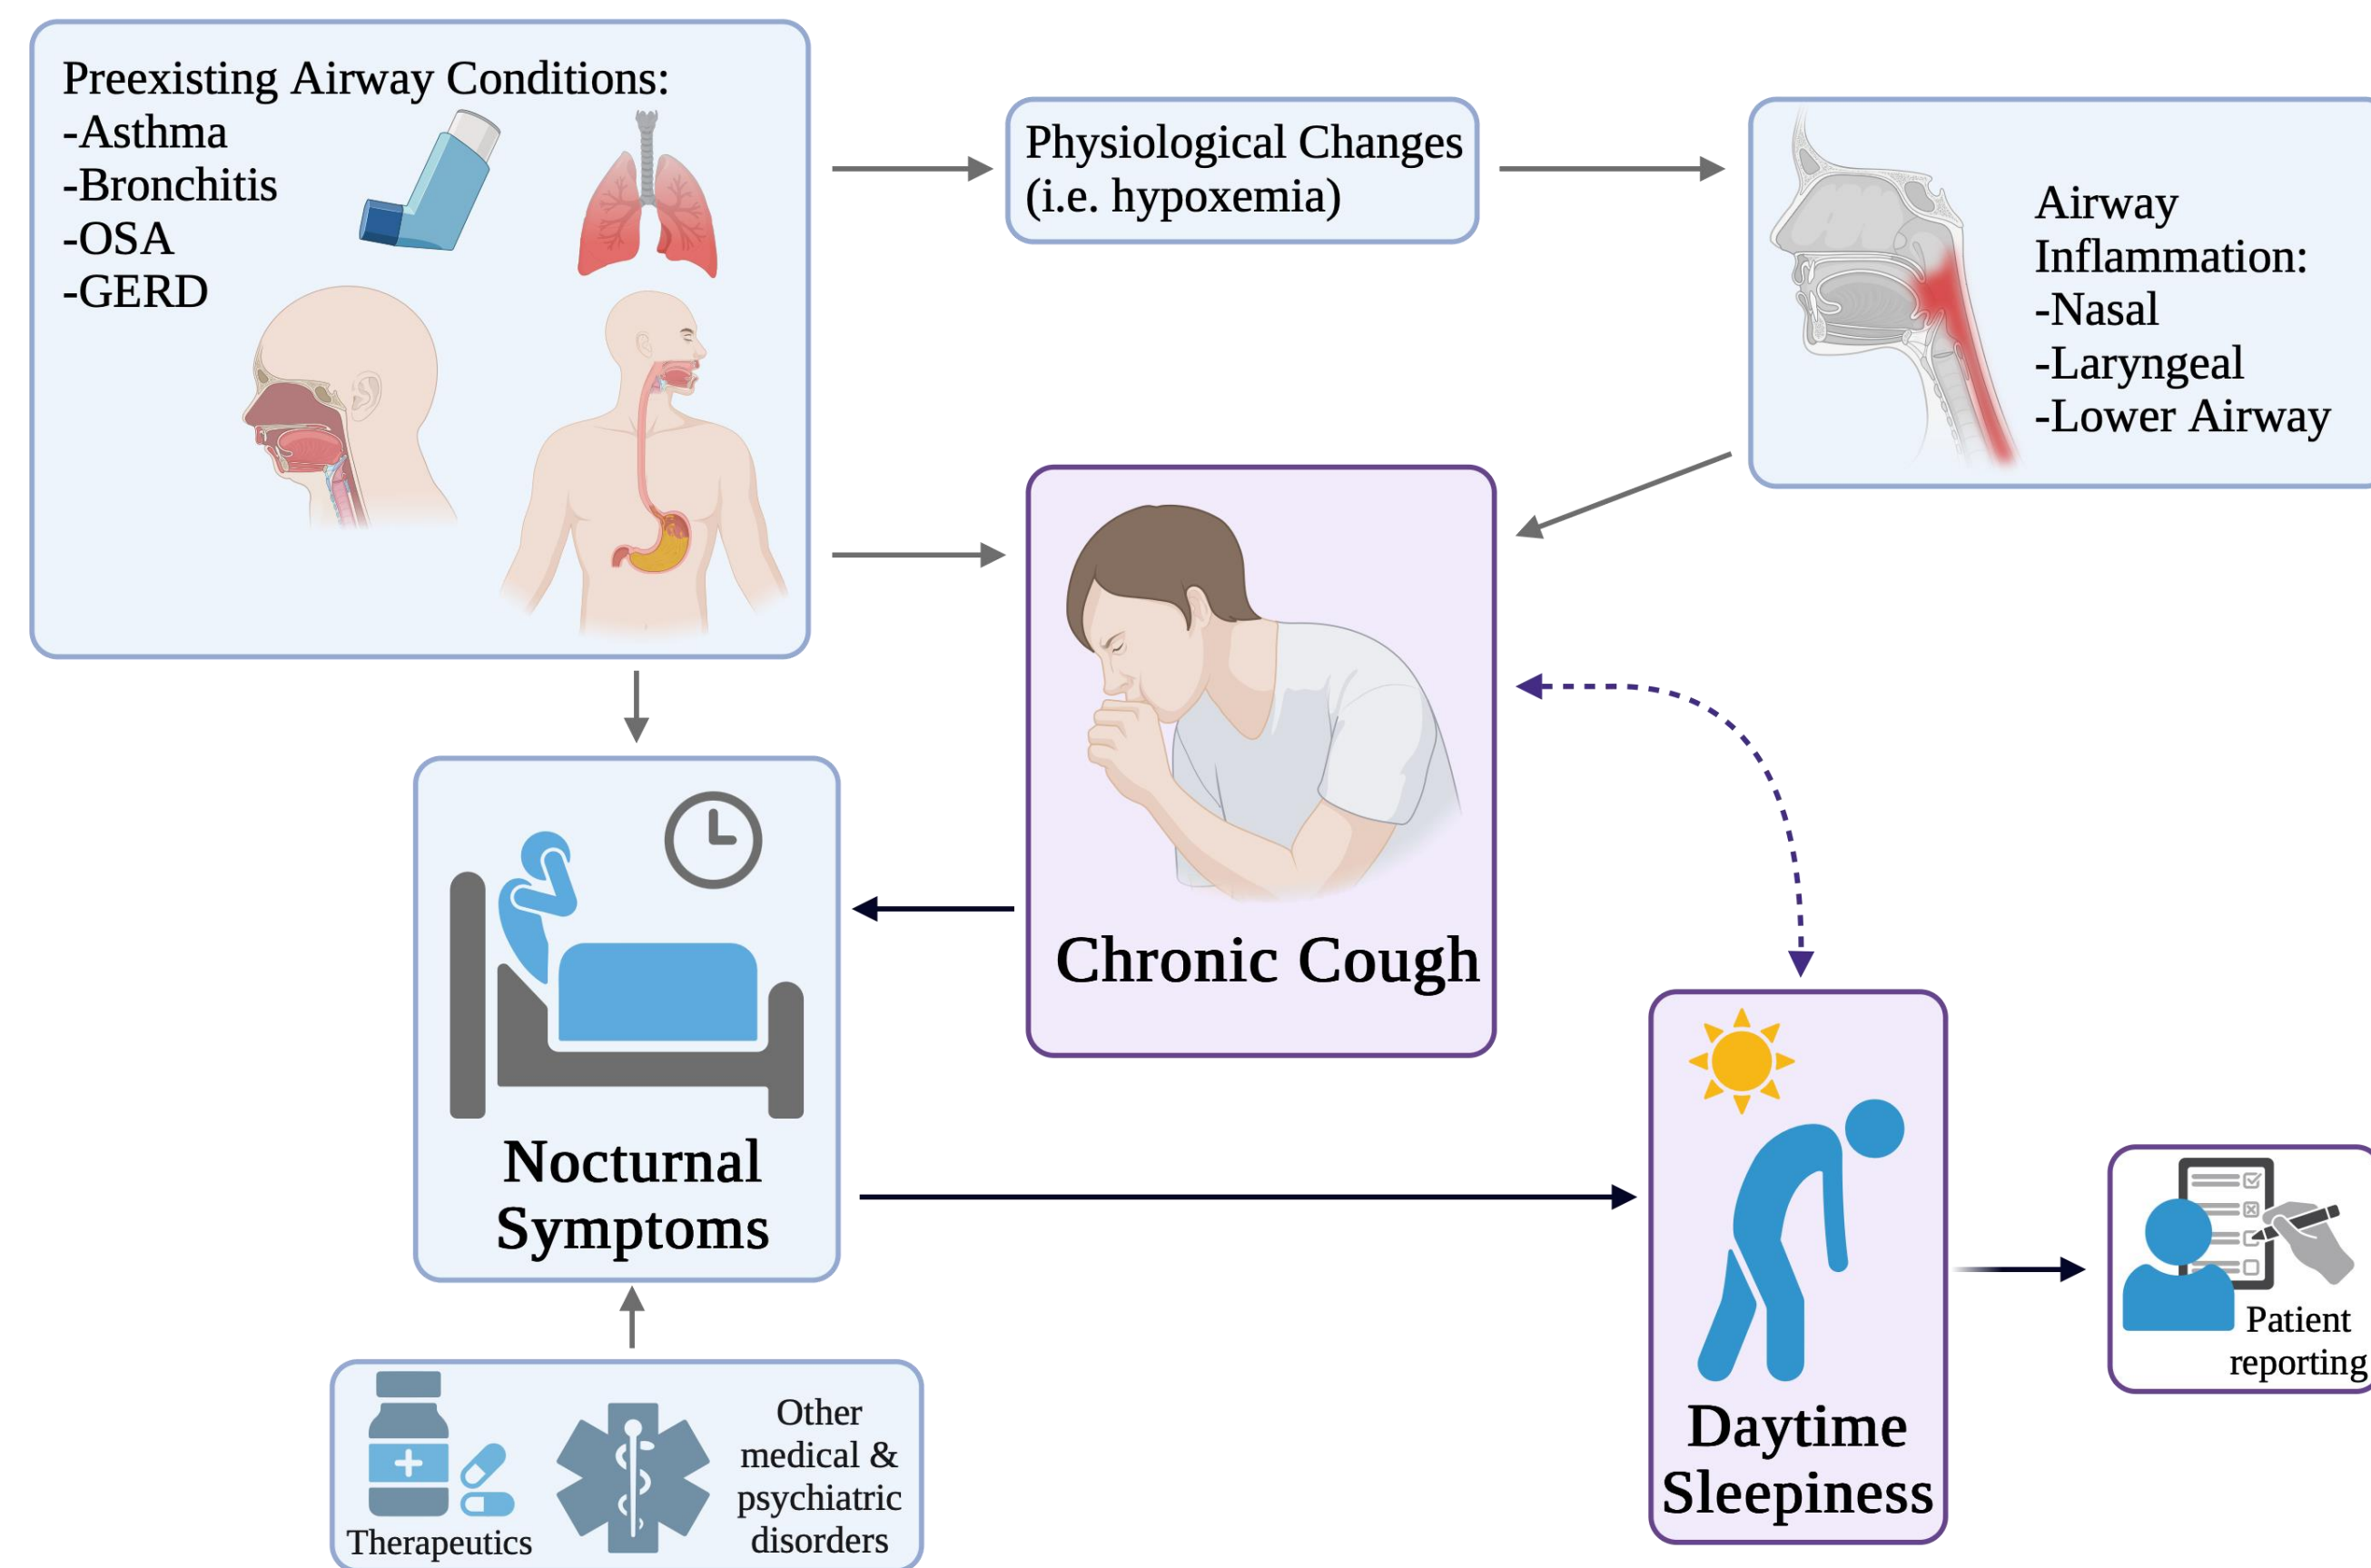 Preexisting Airway Conditions:
-Asthma
-Bronchitis
-OSA
-GERD
Physiological Changes
(i.e. hypoxemia)
Airway
Inflammation:
-Nasal
-Laryngeal
-Lower Airway
Chronic Cough
Nocturnal
Symptoms
Daytime
Sleepiness
Patient
reporting
Therapeutics
Other
medical &
psychiatric
disorders